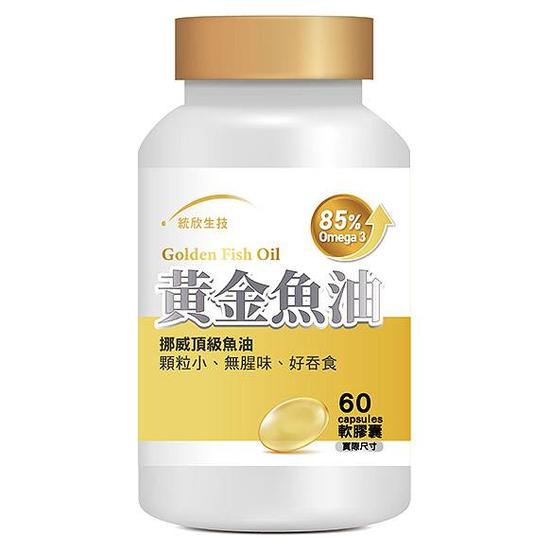 統欣生技
85%
Omega 3
Golden Fish Oil
黃金魚油
挪威頂級魚油
顆粒小、無腥味、好吞食
60
capsules
軟膠囊
實際尺寸